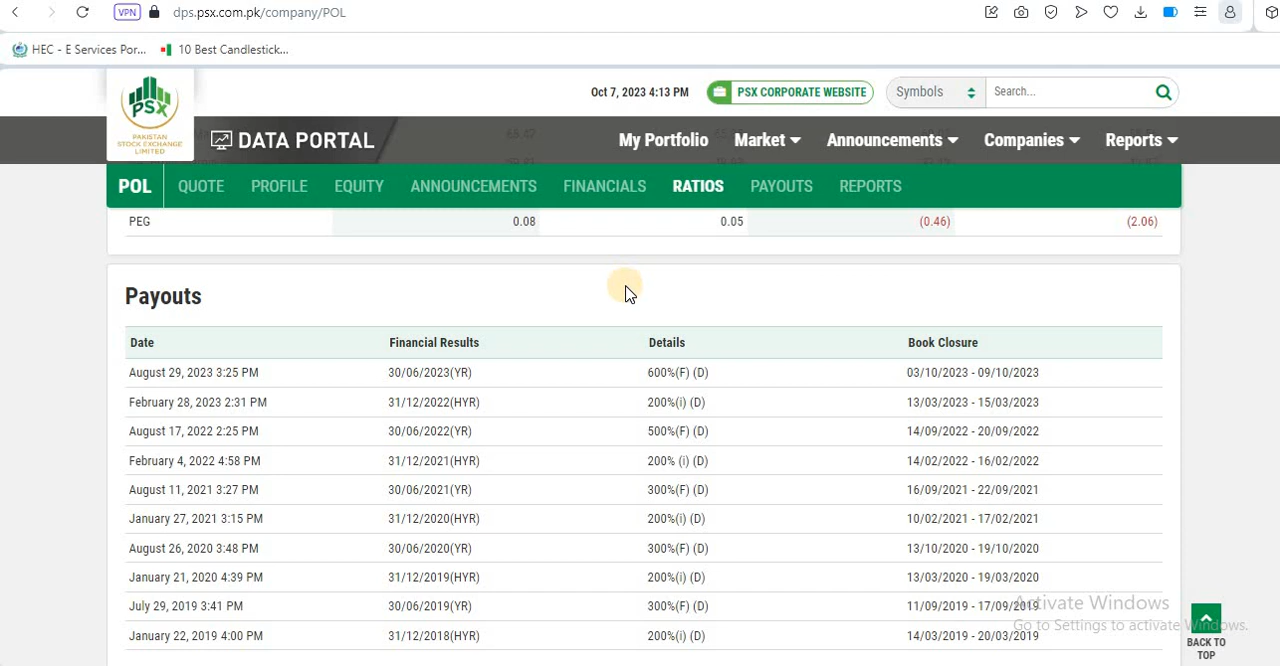 VPN dps.psx.com.pk/company/POL
HEC - E Services Por... 10 Best Candlestick...
PSX
PAKISTAN
STOCK EXCHANGE
LIMITED
Oct 7, 2023 4:13 PM PSX CORPORATE WEBSITE Symbols Search...
DATA PORTAL My Portfolio Market Announcements Companies Reports
POL QUOTE PROFILE EQUITY ANNOUNCEMENTS FINANCIALS RATIOS PAYOUTS REPORTS
PEG 0.08 0.05 (0.46) (2.06)
Payouts
Date Financial Results Details Book Closure
August 29, 2023 3:25 PM 30/06/2023(YR) 600%(F) (D) 03/10/2023 - 09/10/2023
February 28, 2023 2:31 PM 31/12/2022(HYR) 200%(i) (D) 13/03/2023 - 15/03/2023
August 17, 2022 2:25 PM 30/06/2022(YR) 500%(F) (D) 14/09/2022 - 20/09/2022
February 4, 2022 4:58 PM 31/12/2021(HYR) 200% (i) (D) 14/02/2022 - 16/02/2022
August 11, 2021 3:27 PM 30/06/2021(YR) 300%(F) (D) 16/09/2021 - 22/09/2021
January 27, 2021 3:15 PM 31/12/2020(HYR) 200%(i) (D) 10/02/2021 - 17/02/2021
August 26, 2020 3:48 PM 30/06/2020(YR) 300%(F) (D) 13/10/2020 - 19/10/2020
January 21, 2020 4:39 PM 31/12/2019(HYR) 200%(i) (D) 13/03/2020 - 19/03/2020
July 29, 2019 3:41 PM 30/06/2019(YR) 300%(F) (D) 11/09/2019 - 17/09/2019
January 22, 2019 4:00 PM 31/12/2018(HYR) 200%(i) (D) 14/03/2019 - 20/03/2019
Activate Windows
Go to Settings to activate Windows.
BACK TO
TOP